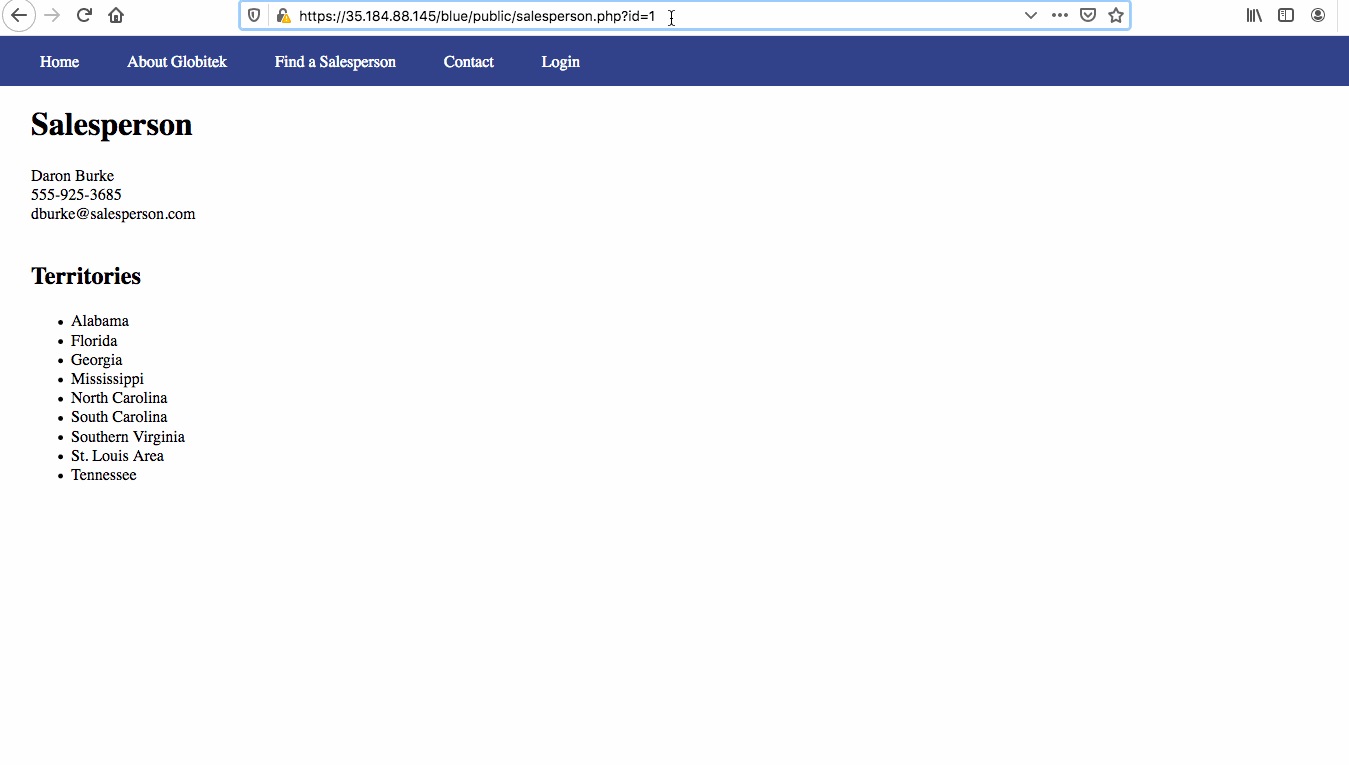 https://35.184.88.145/blue/public/salesperson.php?id=1
Home About Globitek Find a Salesperson Contact Login
Salesperson
Daron Burke
555-925-3685
dburke@salesperson.com
Territories
Alabama
Florida
Georgia
Mississippi
North Carolina
South Carolina
Southern Virginia
St. Louis Area
Tennessee